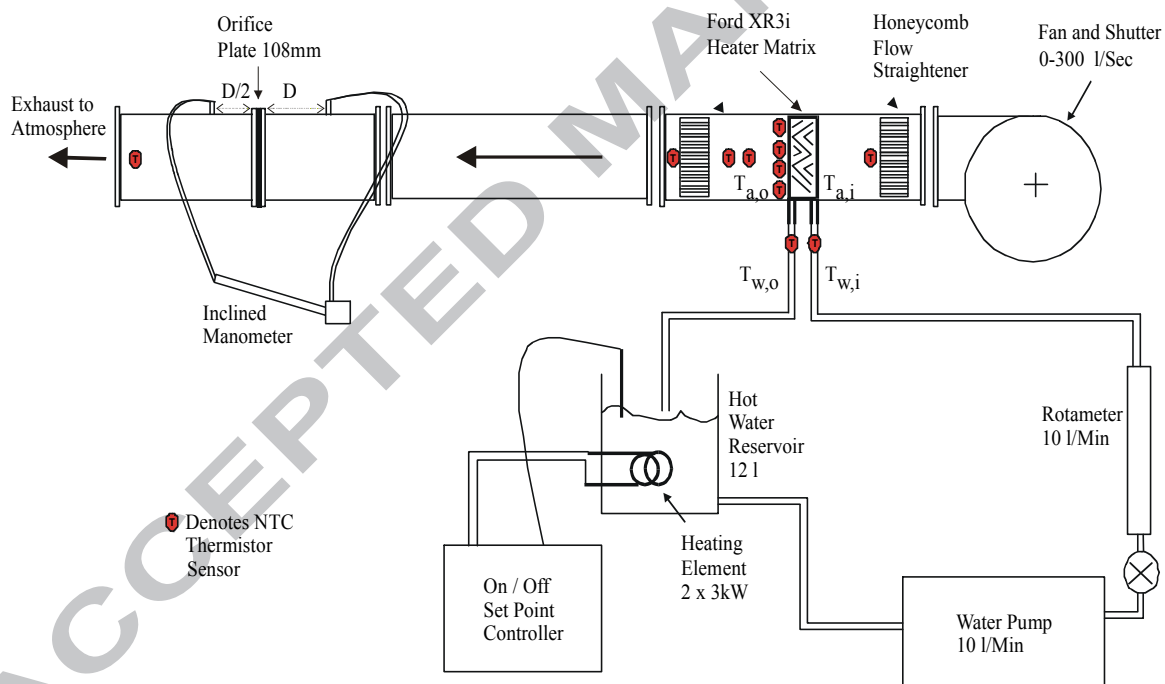 Orifice
Plate 108mm
D/2
D
Exhaust to
Atmosphere
T
Inclined
Manometer
Ford XR3i
Heater Matrix
Honeycomb
Flow
Straightener
Fan and Shutter
0-300 l/Sec
T
T
T
T
T
T
T
T
Ta,o
Ta,i
T
T
Tw,o
Tw,i
Hot
Water
Reservoir
12 l
Rotameter
10 l/Min
T Denotes NTC
Thermistor
Sensor
On / Off
Set Point
Controller
Heating
Element
2 x 3kW
Water Pump
10 l/Min
ACCEPTED MA